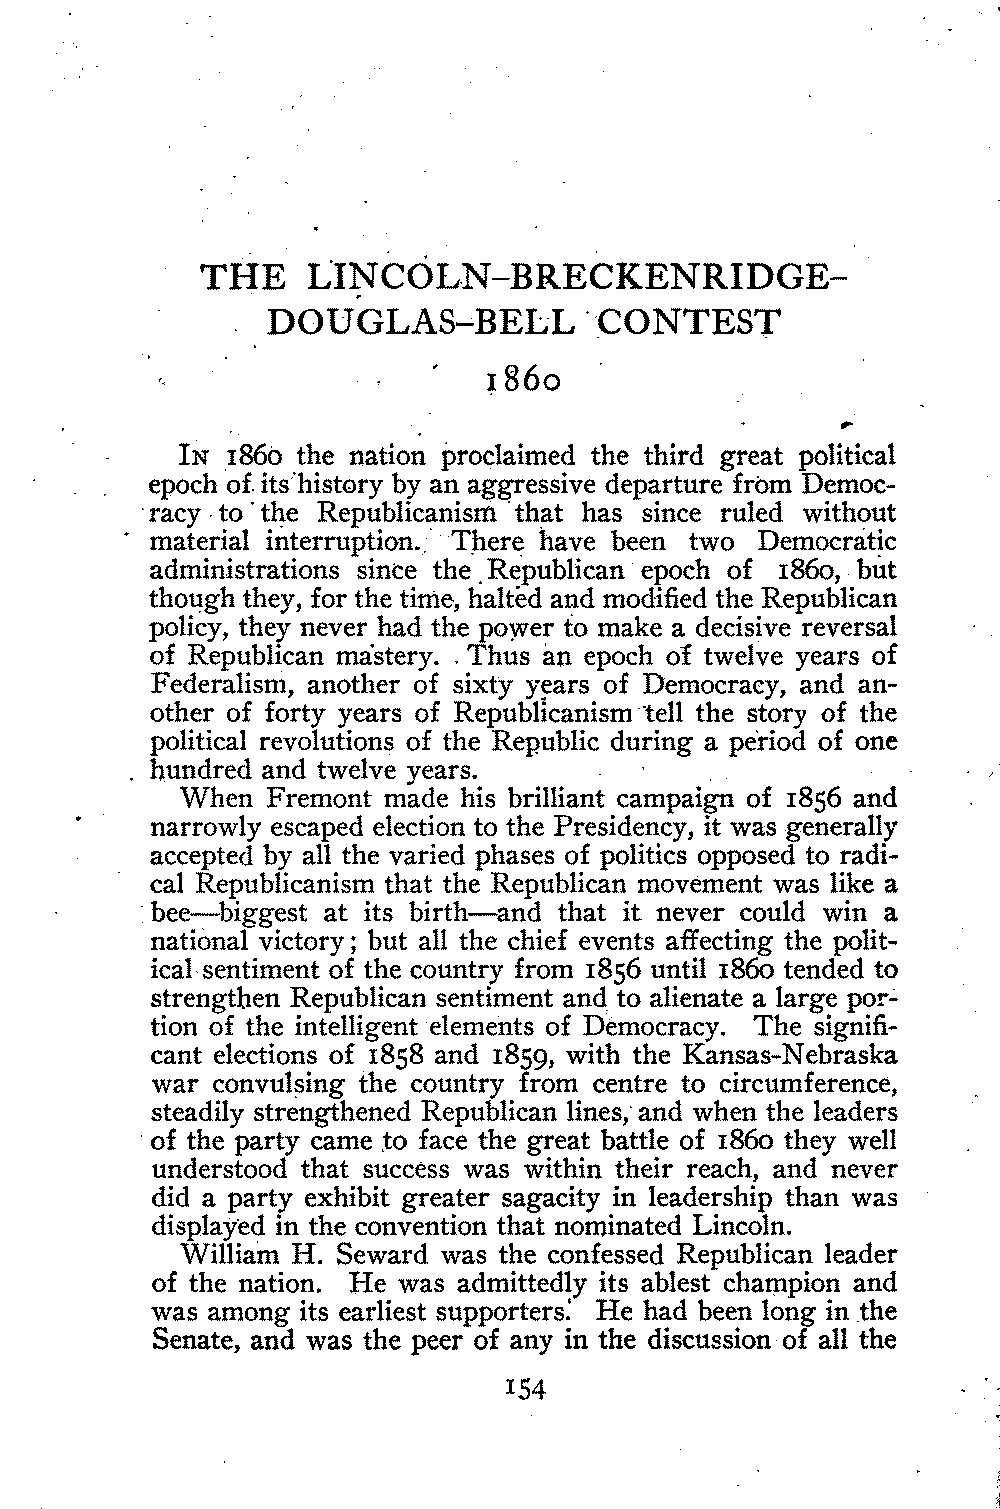 THE LINCOLN–BRECKENRIDGE–
DOUGLAS–BELL CONTEST
1860
IN 1860 the nation proclaimed the third great political
epoch of its history by an aggressive departure from Democ-
racy to the Republicanism that has since ruled without
material interruption. There have been two Democratic
administrations since the Republican epoch of 1860, but
though they, for the time, halted and modified the Republican
policy, they never had the power to make a decisive reversal
of Republican mastery. Thus an epoch of twelve years of
Federalism, another of sixty years of Democracy, and an-
other of forty years of Republicanism tell the story of the
political revolutions of the Republic during a period of one
hundred and twelve years.
When Fremont made his brilliant campaign of 1856 and
narrowly escaped election to the Presidency, it was generally
accepted by all the varied phases of politics opposed to radi-
cal Republicanism that the Republican movement was like a
bee—biggest at its birth—and that it never could win a
national victory; but all the chief events affecting the polit-
ical sentiment of the country from 1856 until 1860 tended to
strengthen Republican sentiment and to alienate a large por-
tion of the intelligent elements of Democracy. The signifi-
cant elections of 1858 and 1859, with the Kansas-Nebraska
war convulsing the country from centre to circumference,
steadily strengthened Republican lines, and when the leaders
of the party came to face the great battle of 1860 they well
understood that success was within their reach, and never
did a party exhibit greater sagacity in leadership than was
displayed in the convention that nominated Lincoln.
William H. Seward was the confessed Republican leader
of the nation. He was admittedly its ablest champion and
was among its earliest supporters. He had been long in the
Senate, and was the peer of any in the discussion of all the
154